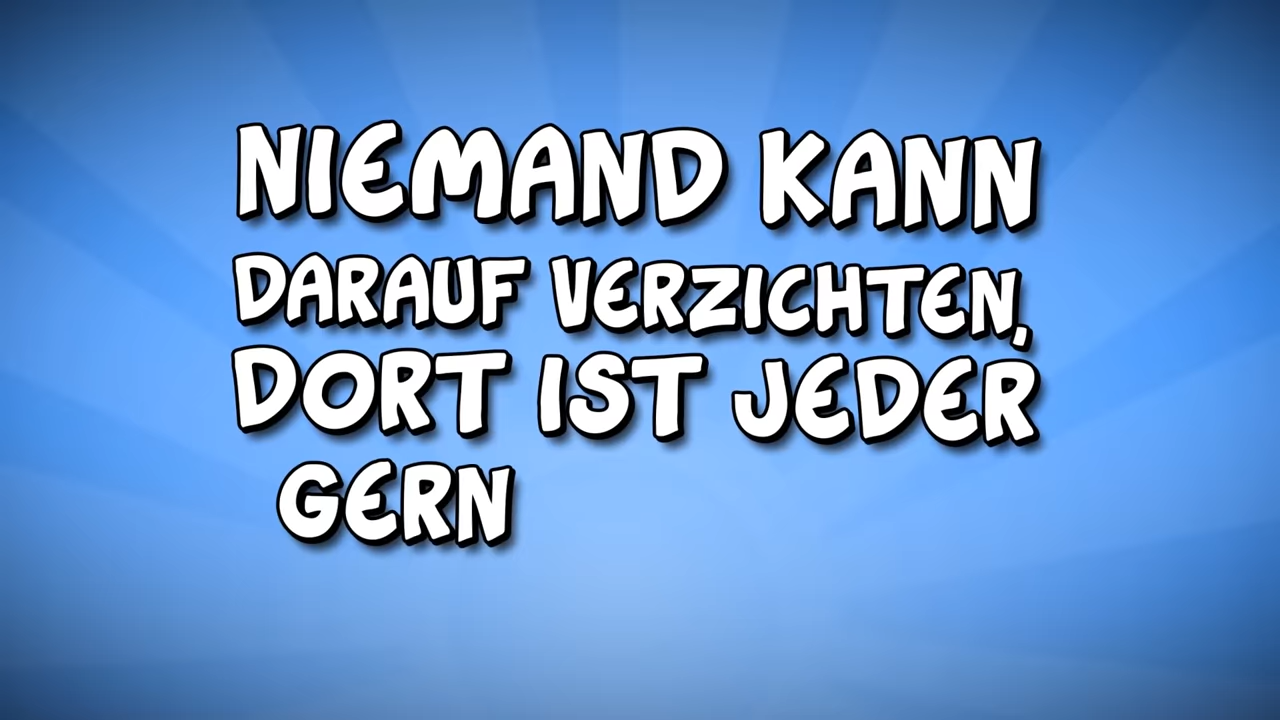 NIEMAND KANN
DARAUF VERZICHTEN,
DORT IST JEDER
GERN